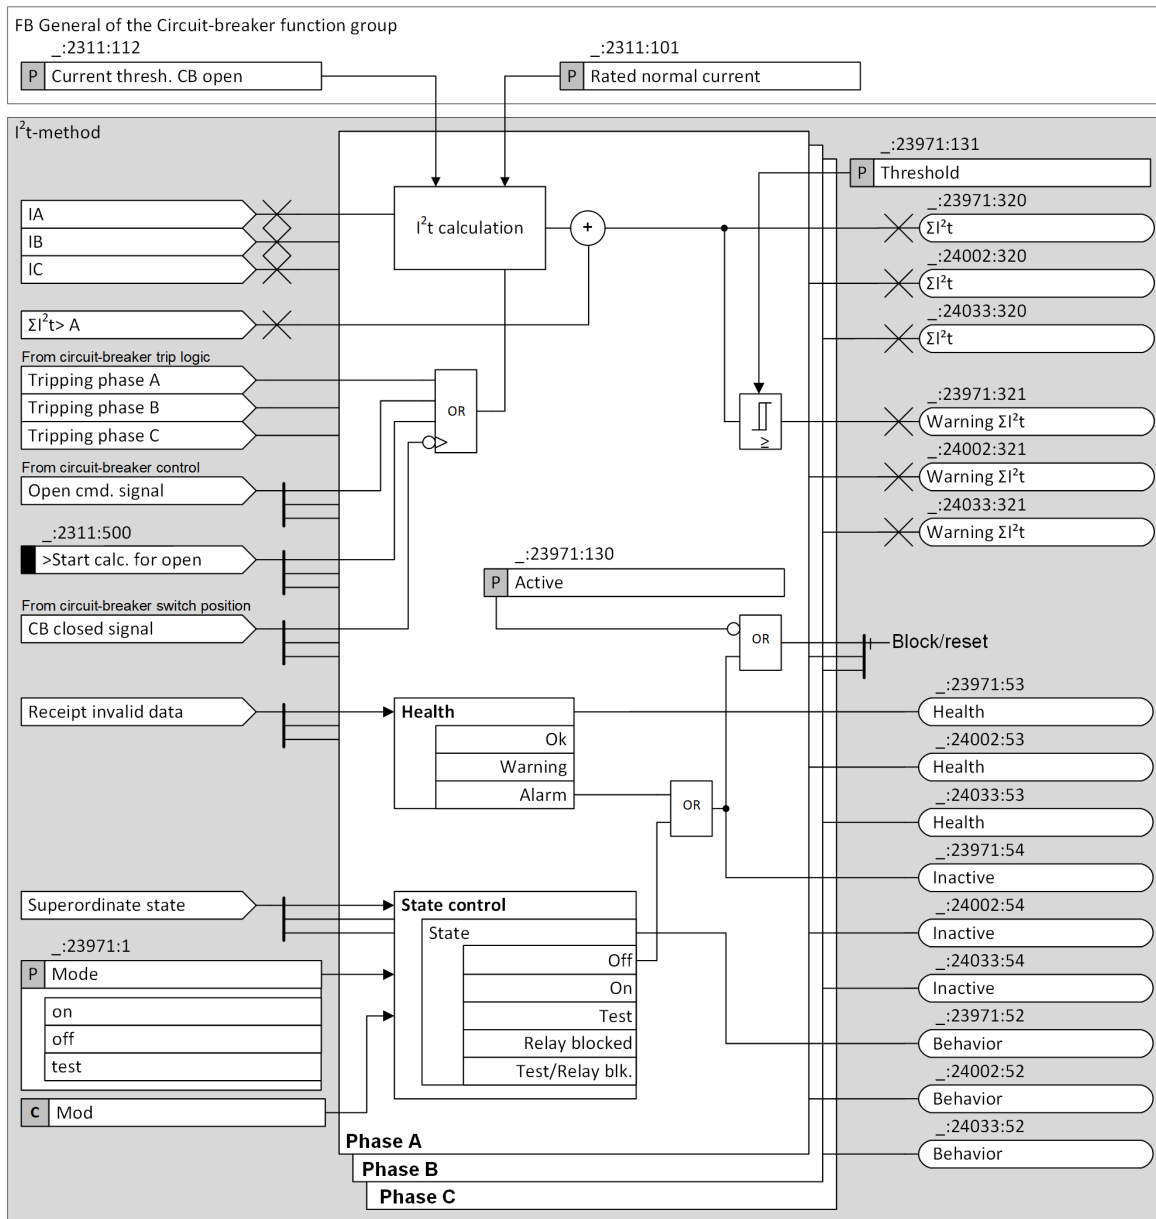 FB General of the Circuit-breaker function group
_:2311:112
_:2311:101
P Current thresh. CB open
P Rated normal current
I²t-method
_:23971:131
P Threshold
_:23971:320
IA
I²t calculation
+
ΣI²t
IB
IC
_:24002:320
ΣI²t
_:24033:320
ΣI²t> A
ΣI²t
From circuit-breaker trip logic
Tripping phase A
Tripping phase B
Tripping phase C
OR
_:23971:321
≥
Warning ΣI²t
_:24002:321
Warning ΣI²t
_:24033:321
Warning ΣI²t
From circuit-breaker control
Open cmd. signal
_:2311:500
>Start calc. for open
_:23971:130
P Active
From circuit-breaker switch position
CB closed signal
OR
Block/reset
_:23971:53
Receipt invalid data
Health
Ok
Warning
Alarm
Health
_:24002:53
Health
_:24033:53
Health
OR
_:23971:54
Inactive
_:24002:54
Inactive
_:24033:54
Inactive
Superordinate state
State control
State
Off
On
Test
Relay blocked
Test/Relay blk.
_:23971:1
P Mode
on
off
test
C Mod
_:23971:52
Behavior
_:24002:52
Behavior
_:24033:52
Behavior
Phase A
Phase B
Phase C